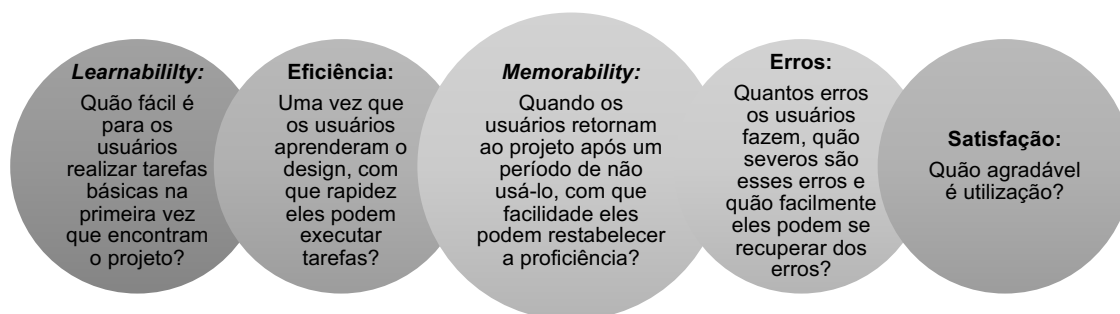 Learnabililty:
Quão fácil é
para os
usuários
realizar tarefas
básicas na
primeira vez
que encontram
o projeto?
Eficiência:
Uma vez que
os usuários
aprenderam o
design, com
que rapidez
eles podem
executar
tarefas?
Memorability:
Quando os
usuários retornam
ao projeto após um
período de não
usá-lo, com que
facilidade eles
podem restabelecer
a proficiência?
Erros:
Quantos erros
os usuários
fazem, quão
severos são
esses erros e
quão facilmente
eles podem se
recuperar dos
erros?
Satisfação:
Quão agradável
é utilização?